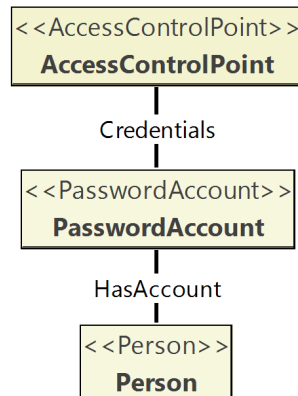 <<AccessControlPoint>>
AccessControlPoint
Credentials
<<PasswordAccount>>
PasswordAccount
HasAccount
<<Person>>
Person